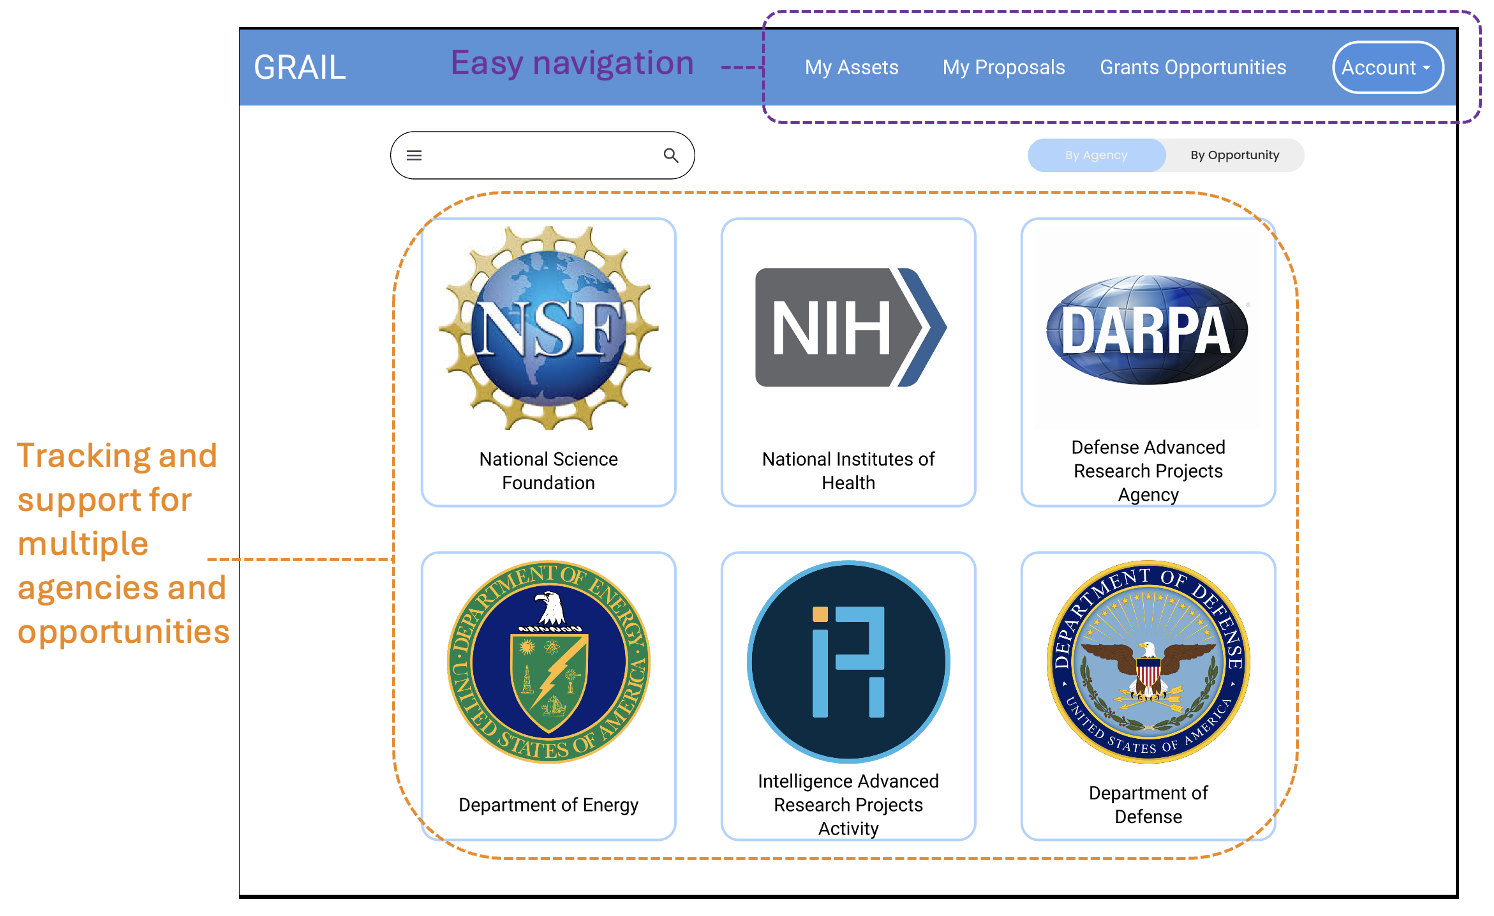 GRAIL
Easy navigation
My Assets
My Proposals
Grants Opportunities
Account
By Agency
By Opportunity
NSF
National Science
Foundation
NIH
National Institutes of
Health
DARPA
Defense Advanced
Research Projects
Agency
Tracking and
support for
multiple
agencies and
opportunities
DEPARTMENT OF ENERGY
UNITED STATES OF AMERICA
Department of Energy
Intelligence Advanced
Research Projects
Activity
DEPARTMENT OF DEFENSE
UNITED STATES OF AMERICA
Department of
Defense